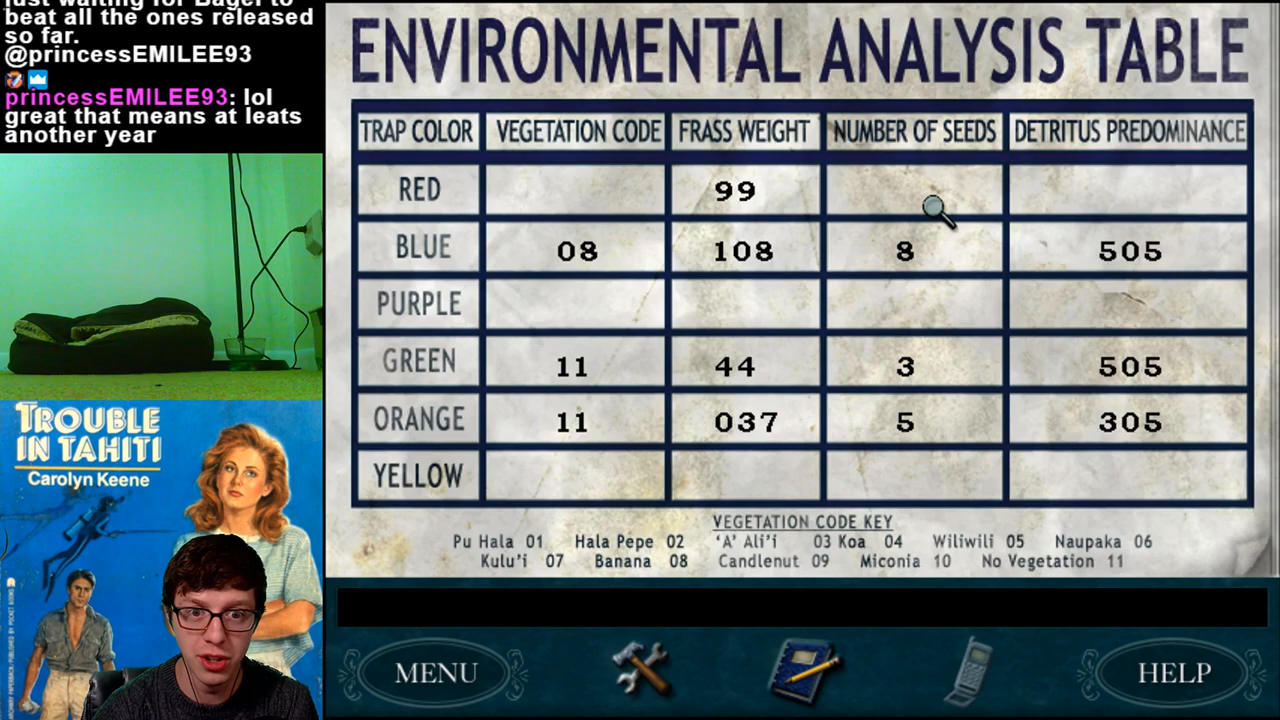 just waiting for Bagel to
beat all the ones released
so far.
@princessEMILEE93
princessEMILEE93: lol
great that means at leats
another year
TROUBLE
IN TAHITI
Carolyn Keene
ENVIRONMENTAL ANALYSIS TABLE
TRAP COLOR VEGETATION CODE FRASS WEIGHT NUMBER OF SEEDS DETRITUS PREDOMINANCE
RED 99
BLUE 08 108 8 505
PURPLE
GREEN 11 44 3 505
ORANGE 11 037 5 305
YELLOW
VEGETATION CODE KEY
Pu Hala 01 Hala Pepe 02 'A' Ali'i 03 Koa 04 Wiliwili 05 Naupaka 06
Kulu'i 07 Banana 08 Candlenut 09 Miconia 10 No Vegetation 11
MENU HELP